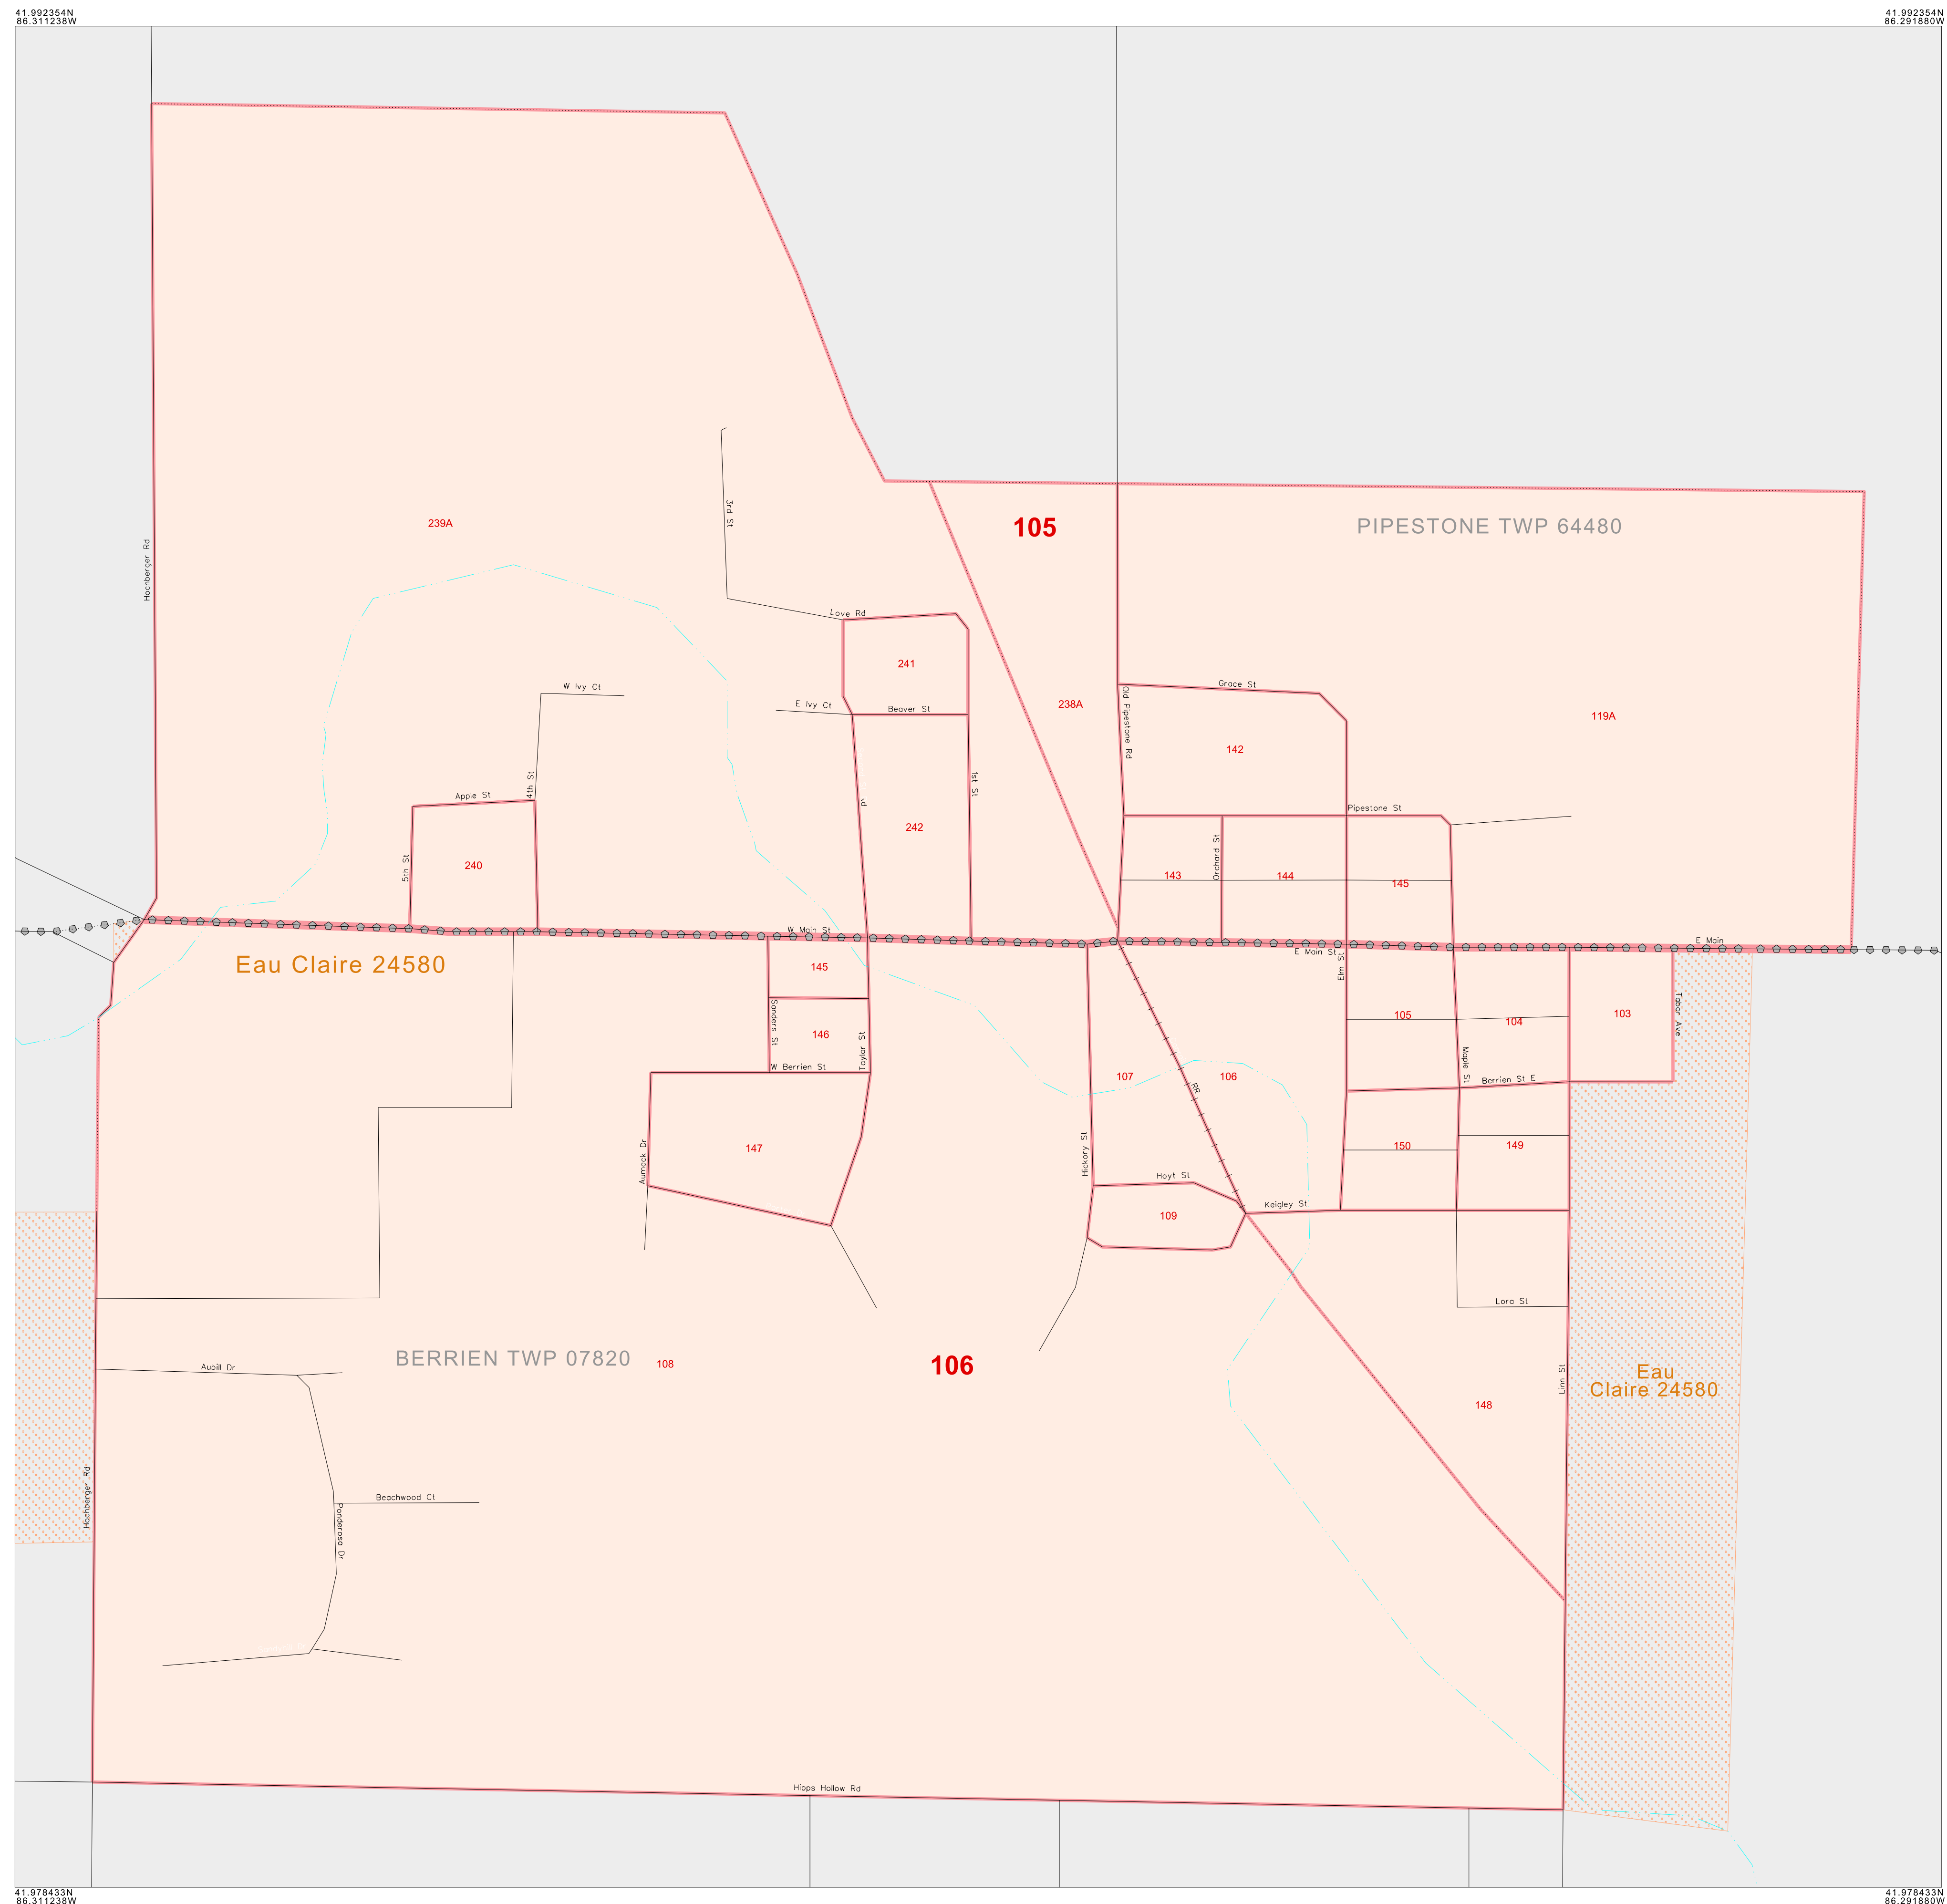 41.992354N
86.311238W
41.992354N
86.291880W
Hochberger Rd
239A
3rd St
105
PIPESTONE TWP 64480
Love Rd
241
238A
Grace St
W Ivy Ct
E Ivy Ct
Beaver St
Old Pipestone Rd
142
119A
4th St
Apple St
1st St
Pipestone St
242
5th St
240
Orchard St
143
144
145
W Main St
E Main St
E Main
Eau Claire 24580
145
Elm St
Sanders St
146
Taylor St
105
104
103
Tabor Ave
W Berrien St
107
RR
106
Maple St
Berrien St E
Aumack Dr
147
Hickory St
150
149
Hoyt St
Keigley St
109
Lora St
Aubill Dr
BERRIEN TWP 07820
108
106
Linn St
Eau
Claire 24580
148
Hochberger Rd
Beachwood Ct
Ponderosa Dr
Hipps Hollow Rd
41.978433N
86.311238W
41.978433N
86.291880W